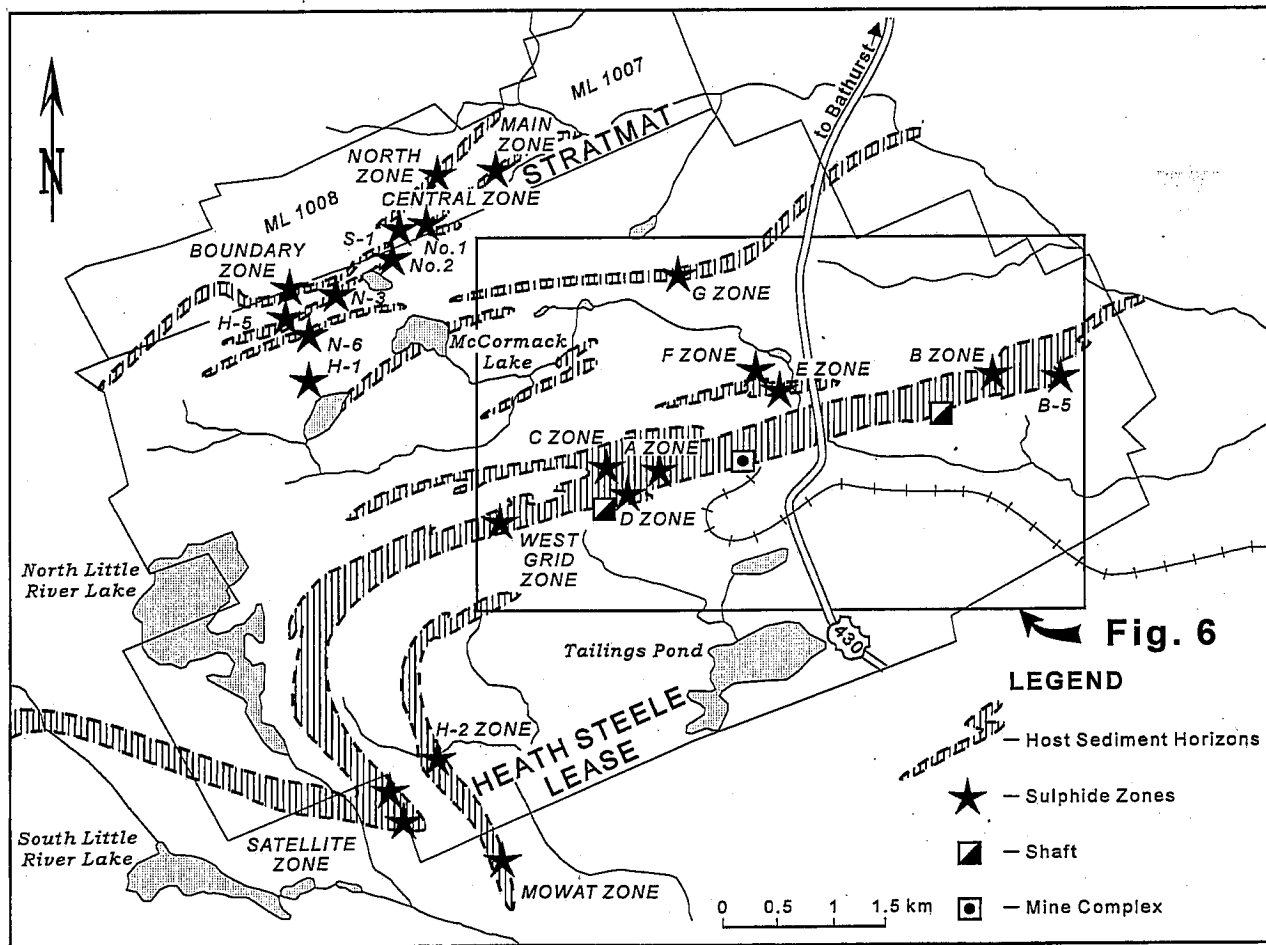 ML 1007
to Bathurst
MAIN
ZONE
STRATMAT
NORTH
ZONE
N
ML 1008
CENTRAL ZONE
S-1
No.1
BOUNDARY
ZONE
No.2
N-3
G ZONE
H-5
N-6
McCormack
Lake
H-1
F ZONE
E ZONE
B ZONE
B-5
C ZONE
A ZONE
D ZONE
WEST
GRID
ZONE
North Little
River Lake
Fig. 6
430
Tailings Pond
LEGEND
H-2 ZONE
HEATH STEELE
LEASE
Host Sediment Horizons
Sulphide Zones
South Little
River Lake
SATELLITE
ZONE
Shaft
MOWAT ZONE
0 0.5 1 1.5 km
Mine Complex